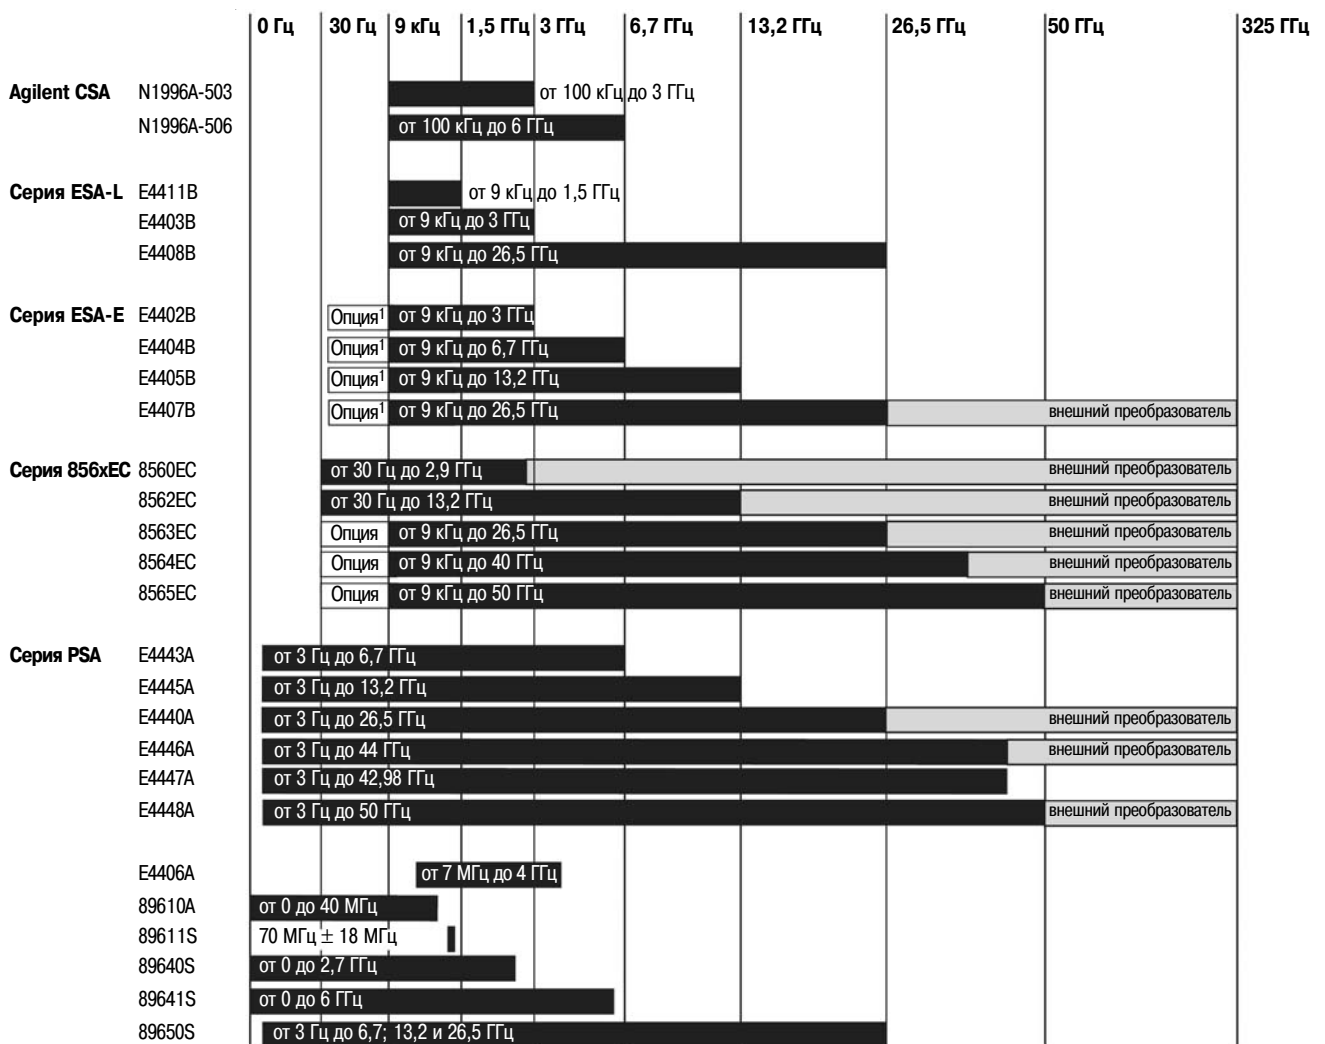 0 Гц 30 Гц 9 кГц 1,5 ГГц 3 ГГц 6,7 ГГц 13,2 ГГц 26,5 ГГц 50 ГГц 325 ГГц
Agilent CSA N1996A-503 от 100 кГц до 3 ГГц
N1996A-506 от 100 кГц до 6 ГГц
Серия ESA-L E4411B от 9 кГц до 1,5 ГГц
E4403B от 9 кГц до 3 ГГц
E4408B от 9 кГц до 26,5 ГГц
Серия ESA-E E4402B Опция¹ от 9 кГц до 3 ГГц
E4404B Опция¹ от 9 кГц до 6,7 ГГц
E4405B Опция¹ от 9 кГц до 13,2 ГГц
E4407B Опция¹ от 9 кГц до 26,5 ГГц внешний преобразователь
Серия 856xEC 8560EC от 30 Гц до 2,9 ГГц внешний преобразователь
8562EC от 30 Гц до 13,2 ГГц внешний преобразователь
8563EC Опция от 9 кГц до 26,5 ГГц внешний преобразователь
8564EC Опция от 9 кГц до 40 ГГц внешний преобразователь
8565EC Опция от 9 кГц до 50 ГГц внешний преобразователь
Серия PSA E4443A от 3 Гц до 6,7 ГГц
E4445A от 3 Гц до 13,2 ГГц
E4440A от 3 Гц до 26,5 ГГц внешний преобразователь
E4446A от 3 Гц до 44 ГГц внешний преобразователь
E4447A от 3 Гц до 42,98 ГГц
E4448A от 3 Гц до 50 ГГц внешний преобразователь
E4406A от 7 МГц до 4 ГГц
89610A от 0 до 40 МГц
89611S 70 МГц ± 18 МГц
89640S от 0 до 2,7 ГГц
89641S от 0 до 6 ГГц
89650S от 3 Гц до 6,7; 13,2 и 26,5 ГГц